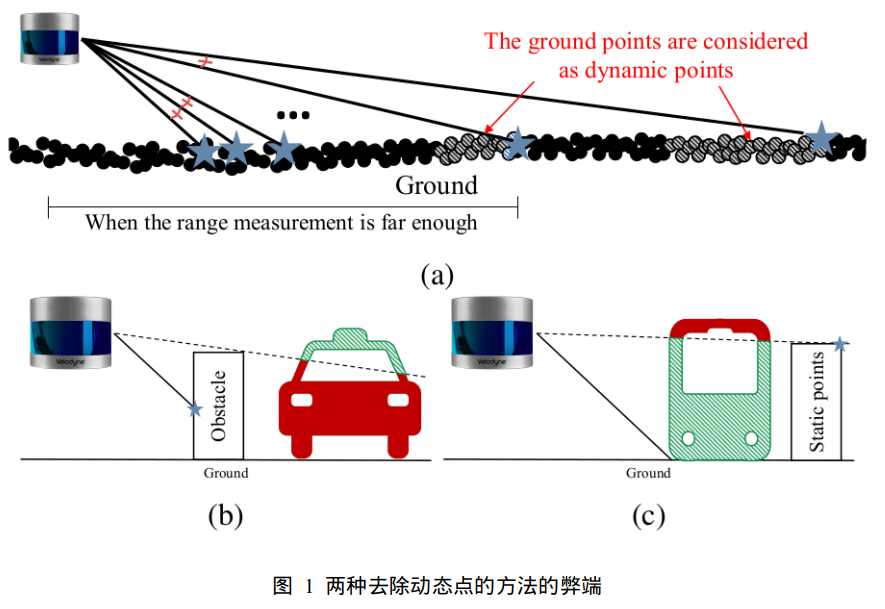 The ground points are considered
as dynamic points
Velodyne
Ground
When the range measurement is far enough
(a)
Velodyne
Obstacle
Ground
(b)
Velodyne
Static points
Ground
(c)
图 1 两种去除动态点的方法的弊端